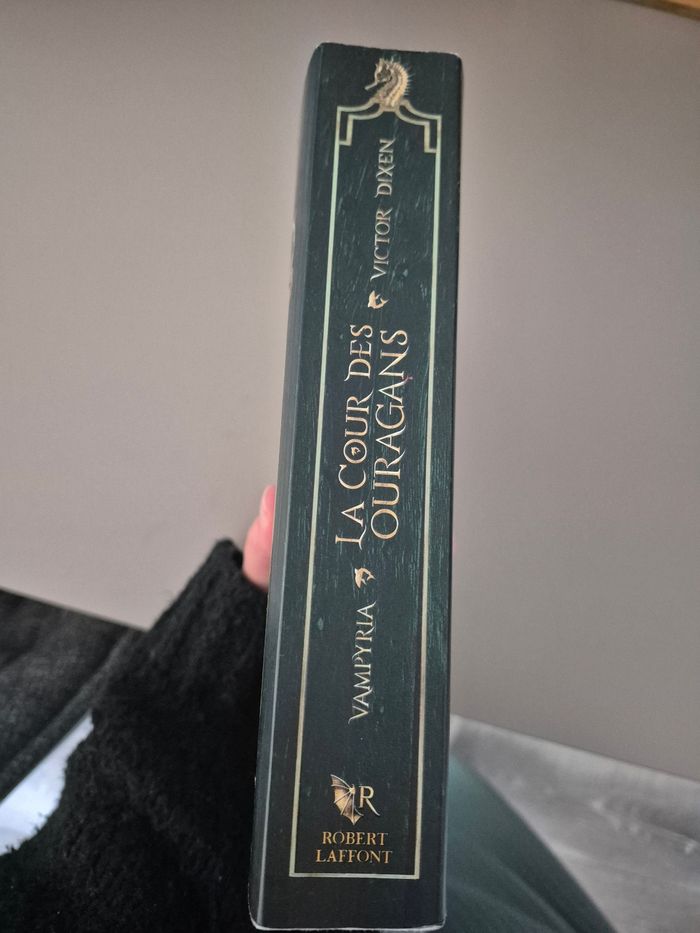 VICTOR DIXEN
LA COUR DES
OURAGANS
VAMPYRIA
R
ROBERT
LAFFONT